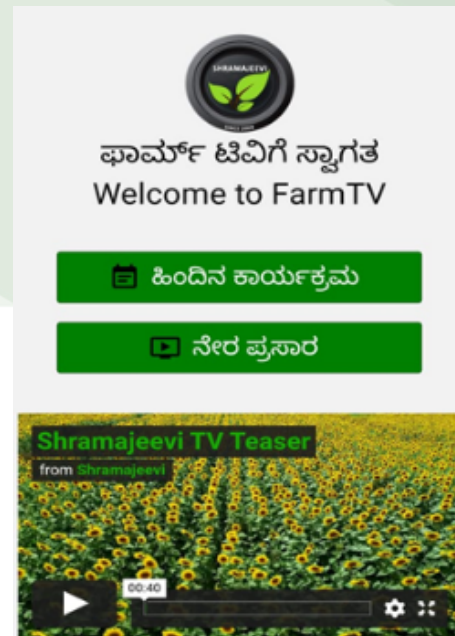 SHRAMAJEEVI
ಫಾರ್ಮ್ ಟಿವಿಗೆ ಸ್ವಾಗತ
Welcome to FarmTV
ಹಿಂದಿನ ಕಾರ್ಯಕ್ರಮ
ನೇರ ಪ್ರಸಾರ
Shramajeevi TV Teaser
from Shramajeevi
00:40